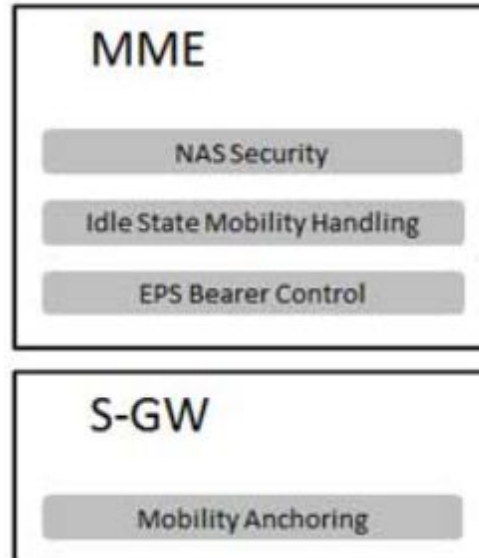 MME
NAS Security
Idle State Mobility Handling
EPS Bearer Control
S-GW
Mobility Anchoring